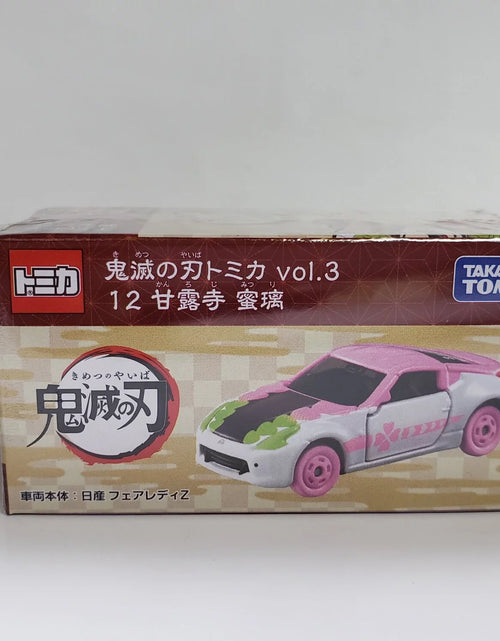 トミカ
きめつ やいば
鬼滅の刃トミカ vol.3
かんろじ みつり
12 甘露寺 蜜璃
TAKA
TOM
きめつのやいば
鬼滅の刃
車両本体：日産 フェアレディZ